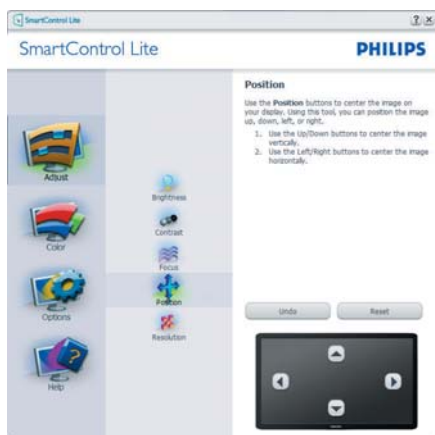 SmartControl Lite
SmartControl Lite
PHILIPS
Adjust
Color
Options
Help
Brightness
Contrast
Focus
Position
Resolution
Position
Use the Position buttons to center the image on
your display. Using this tool, you can position the image
up, down, left, or right.
1. Use the Up/Down buttons to center the image
vertically.
2. Use the Left/Right buttons to center the image
horizontally.
Undo
Reset